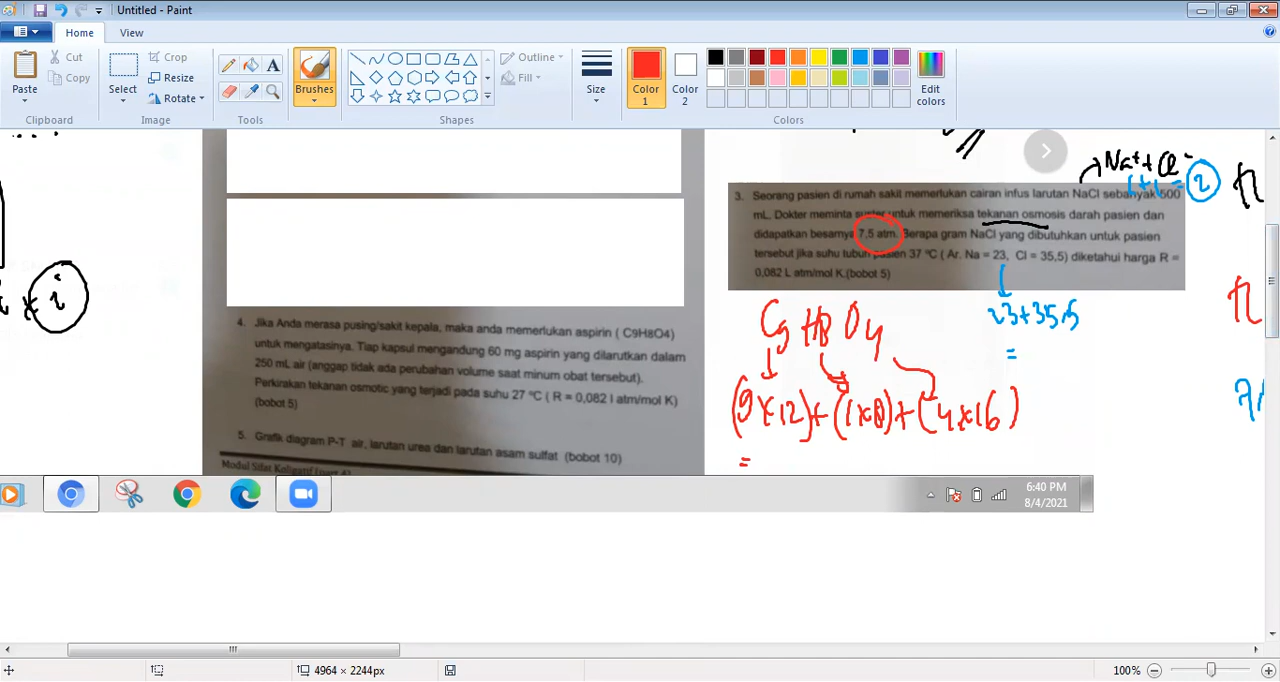 Untitled - Paint
Home
View
Paste
Cut
Copy
Clipboard
Select
Crop
Resize
Rotate
Image
A
Tools
Brushes
Outline
Fill
Shapes
Size
Color 1
Color 2
Edit colors
Colors
Na⁺ + Cl⁻
1+1 = 2
3. Seorang pasien di rumah sakit memerlukan cairan infus larutan NaCl sebanyak 500
mL. Dokter meminta suster untuk memeriksa tekanan osmosis darah pasien dan
didapatkan besarnya 7,5 atm. Berapa gram NaCl yang dibutuhkan untuk pasien
tersebut jika suhu tubuh pasien 37 °C ( Ar. Na = 23, Cl = 35,5) diketahui harga R =
0,082 L atm/mol K.(bobot 5)
× i
23+35,5
=
C9 H8 O4
(9×12)+(1×8)+(4×16)
=
4. Jika Anda merasa pusing/sakit kepala, maka anda memerlukan aspirin ( C9H8O4)
untuk mengatasinya. Tiap kapsul mengandung 60 mg aspirin yang dilarutkan dalam
250 mL air (anggap tidak ada perubahan volume saat minum obat tersebut).
Perkirakan tekanan osmotic yang terjadi pada suhu 27 °C ( R = 0,082 l atm/mol K)
(bobot 5)
5. Grafik diagram P-T air, larutan urea dan larutan asam sulfat (bobot 10)
Modul Sifat Koligatif
6:40 PM
8/4/2021
4964 × 2244px
100%